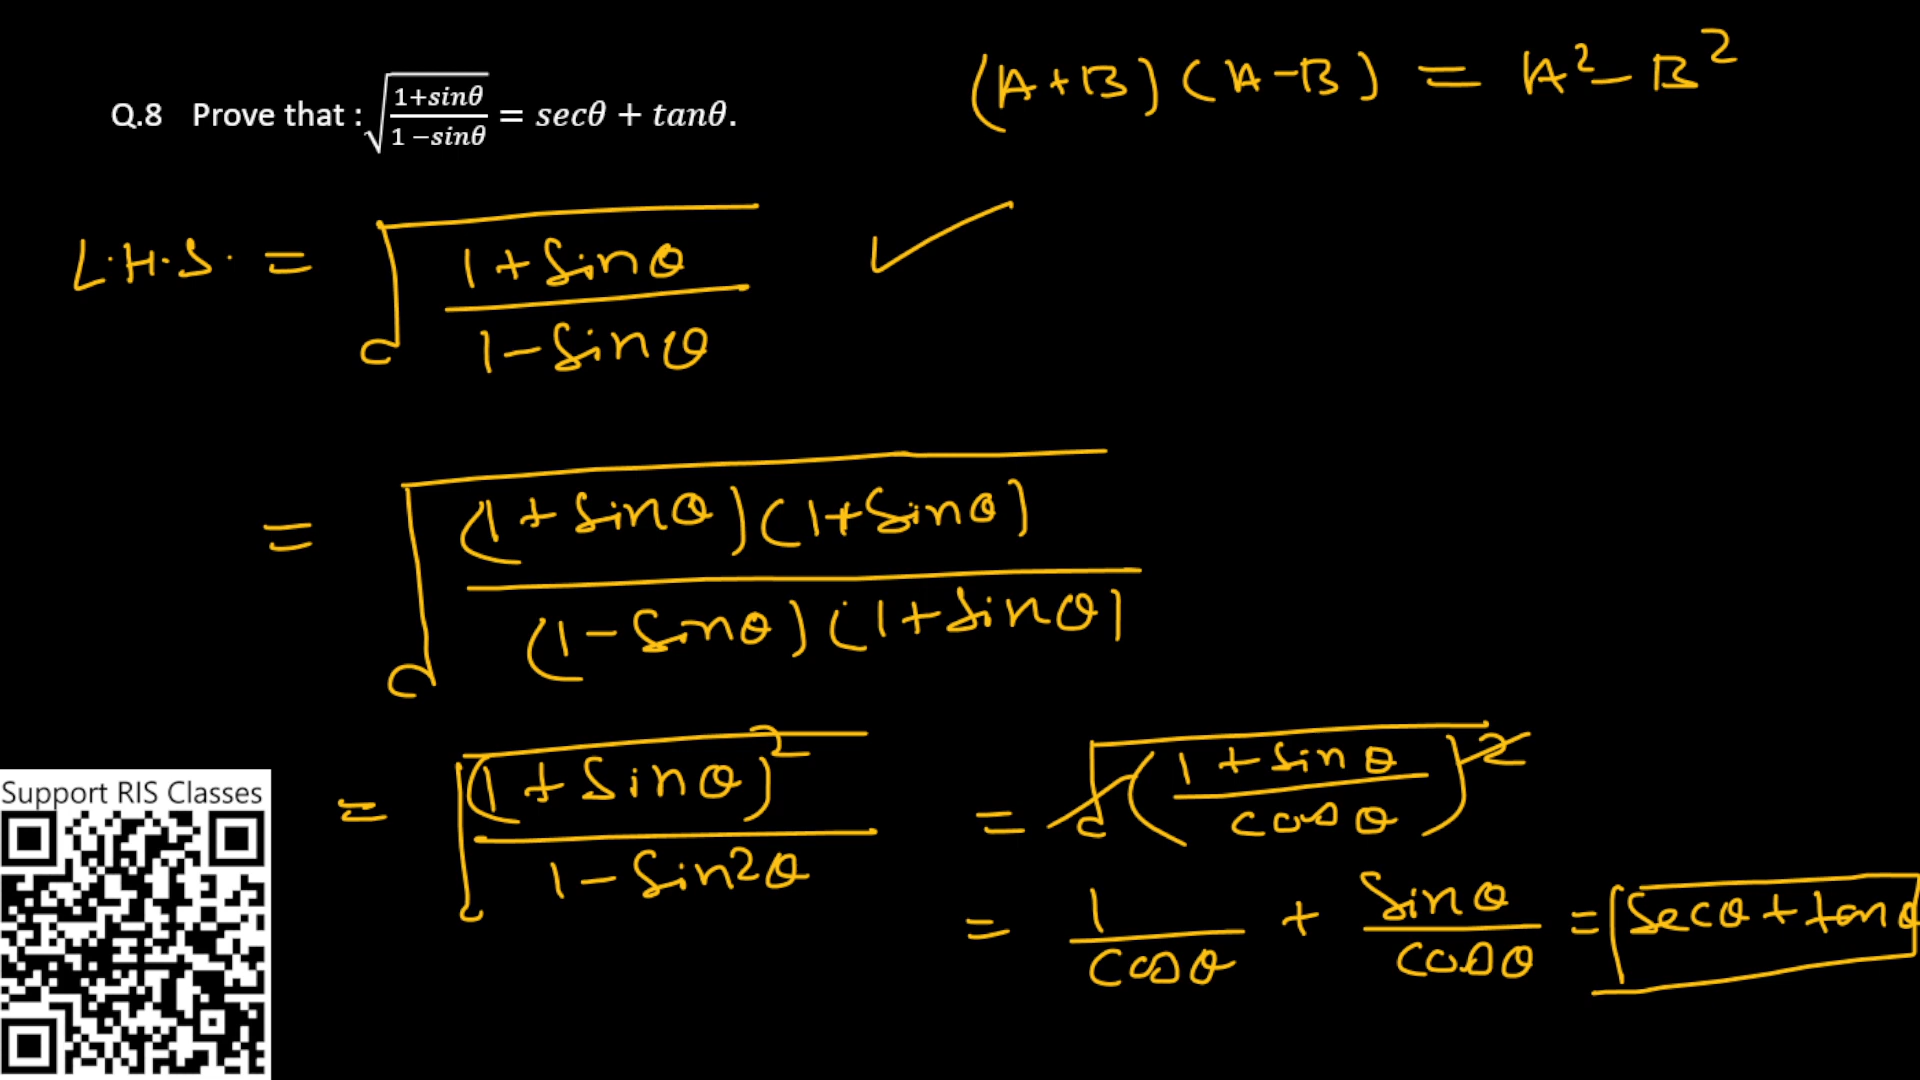 (A+B)(A-B) = A²-B²
Q.8 Prove that : √((1+sinθ)/(1-sinθ)) = secθ + tanθ.
L.H.S. = √((1+Sinθ)/(1-Sinθ)) ✓
= √((1+Sinθ)(1+Sinθ)/((1-Sinθ)(1+Sinθ)))
= √((1+Sinθ)²/(1-Sin²θ)) = √((1+Sinθ)/cosθ)²
= 1/cosθ + Sinθ/cosθ = Secθ+tanθ
Support RIS Classes